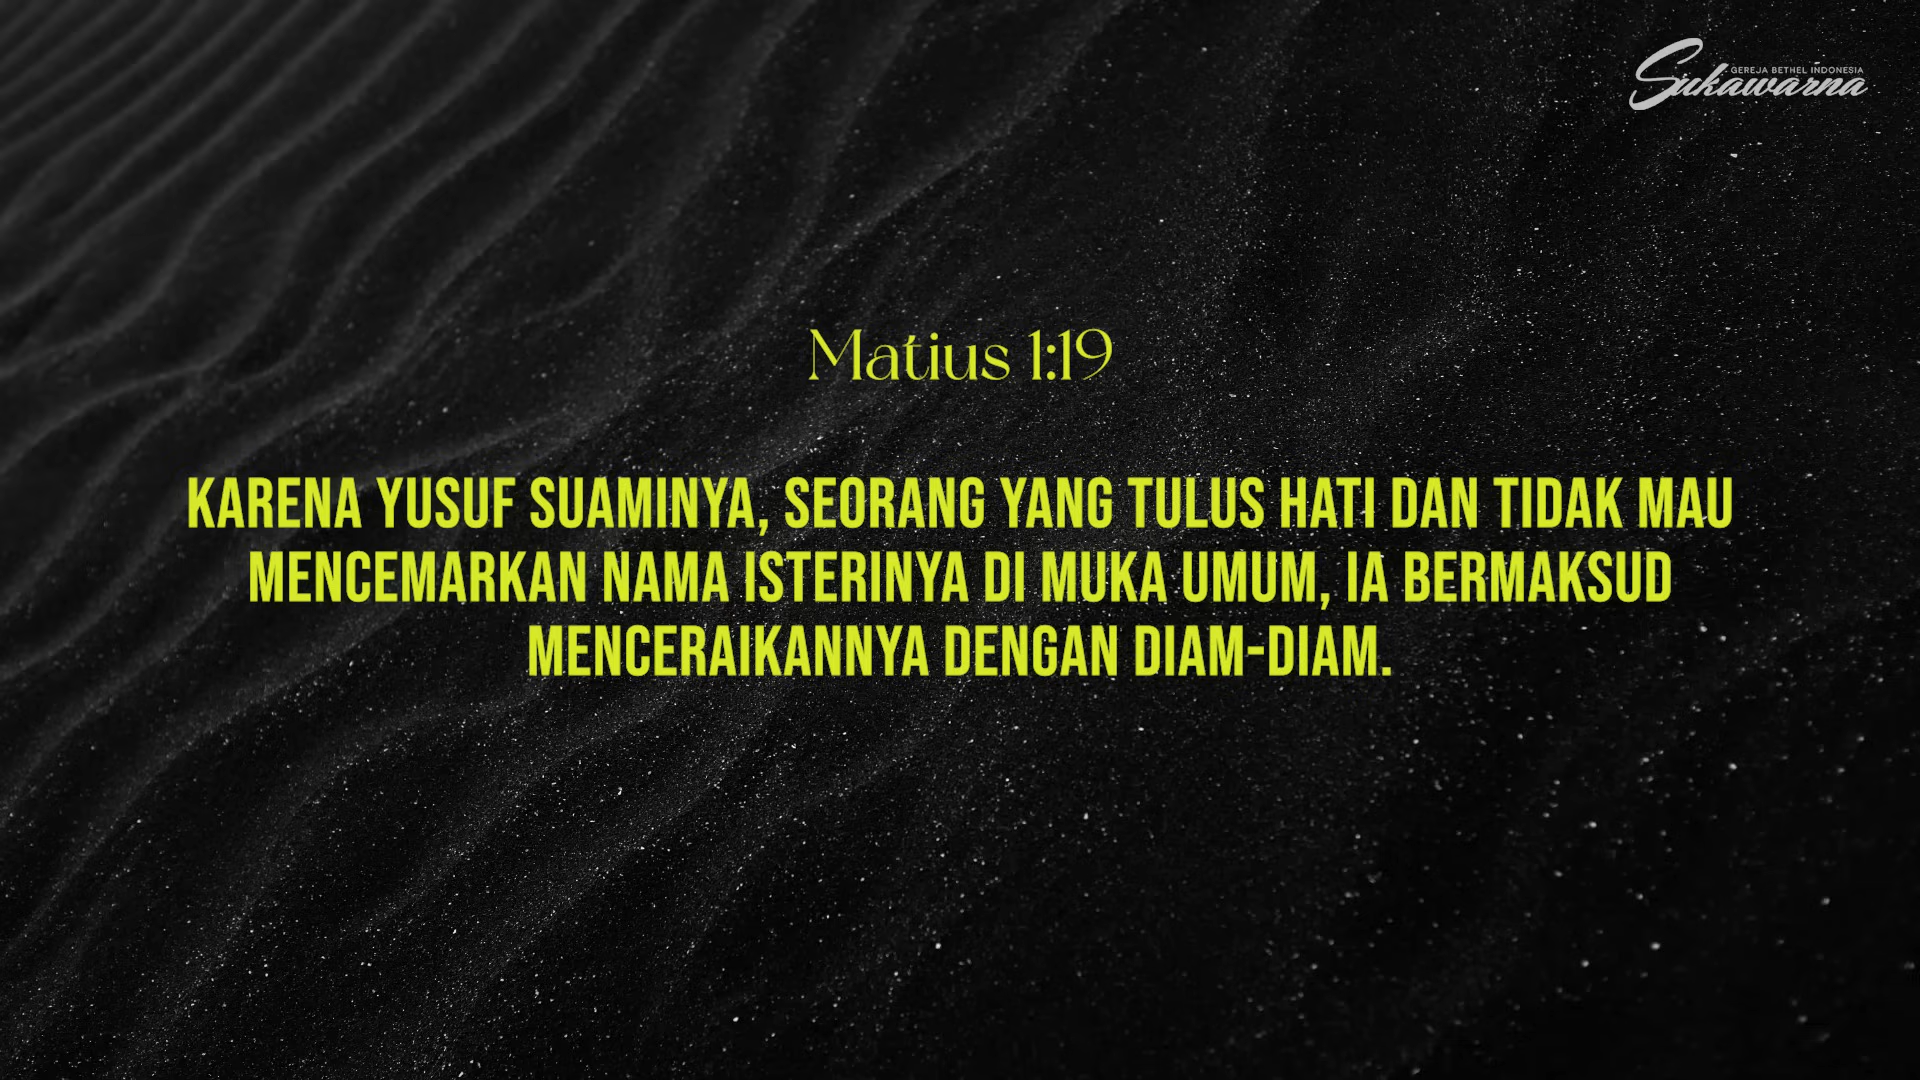 GEREJA BETHEL INDONESIA
Sukawarna
Matius 1:19
KARENA YUSUF SUAMINYA, SEORANG YANG TULUS HATI DAN TIDAK MAU
MENCEMARKAN NAMA ISTERINYA DI MUKA UMUM, IA BERMAKSUD
MENCERAIKANNYA DENGAN DIAM-DIAM.